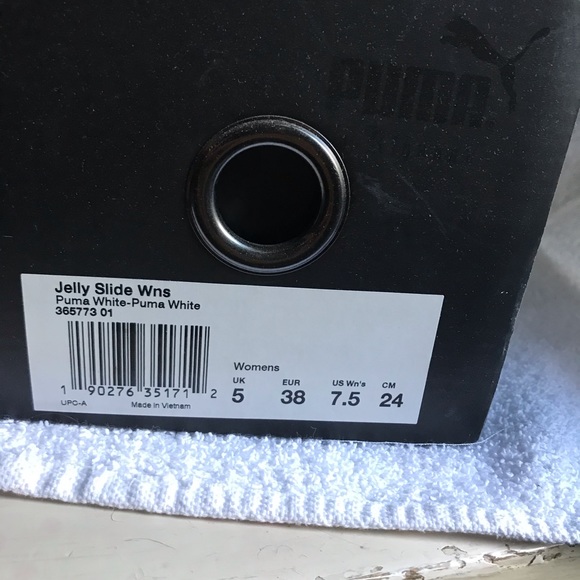 PUMA
Jelly Slide Wns
Puma White-Puma White
365773 01
1 90276 35171 2
UPC-A Made in Vietnam
Womens
UK EUR US Wn's CM
5 38 7.5 24